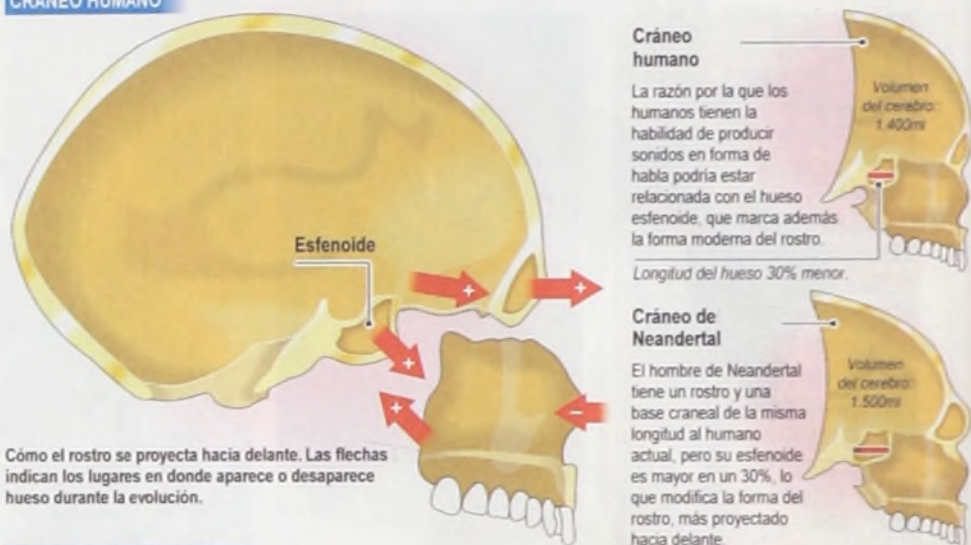 CRÁNEO HUMANO
Esfenoide
+
+
+
+
−
Cómo el rostro se proyecta hacia delante. Las flechas
indican los lugares en donde aparece o desaparece
hueso durante la evolución.
Cráneo
humano
La razón por la que los
humanos tienen la
habilidad de producir
sonidos en forma de
habla podría estar
relacionada con el hueso
esfenoide, que marca además
la forma moderna del rostro.
Volumen
del cerebro:
1.400ml
Longitud del hueso 30% menor.
Cráneo de
Neandertal
El hombre de Neandertal
tiene un rostro y una
base craneal de la misma
longitud al humano
actual, pero su esfenoide
es mayor en un 30%, lo
que modifica la forma del
rostro, más proyectado
hacia delante.
Volumen
del cerebro:
1.500ml